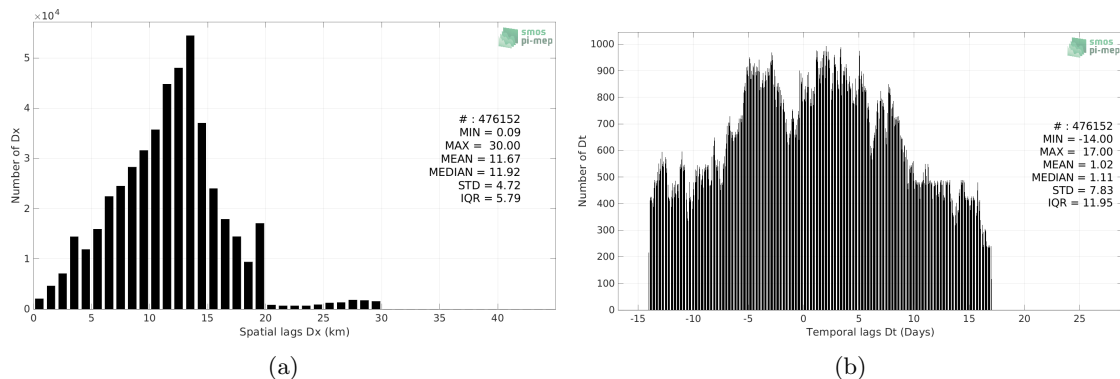 ×10⁴
smos
pi-mep
5
4
3
2
1
0
Number of Dx
# : 476152
MIN = 0.09
MAX = 30.00
MEAN = 11.67
MEDIAN = 11.92
STD = 4.72
IQR = 5.79
0 5 10 15 20 25 30 35 40
Spatial lags Dx (km)
(a)
smos
pi-mep
1000
900
800
700
600
500
400
300
200
100
0
Number of Dt
# : 476152
MIN = -14.00
MAX = 17.00
MEAN = 1.02
MEDIAN = 1.11
STD = 7.83
IQR = 11.95
-15 -10 -5 0 5 10 15 20 25
Temporal lags Dt (Days)
(b)